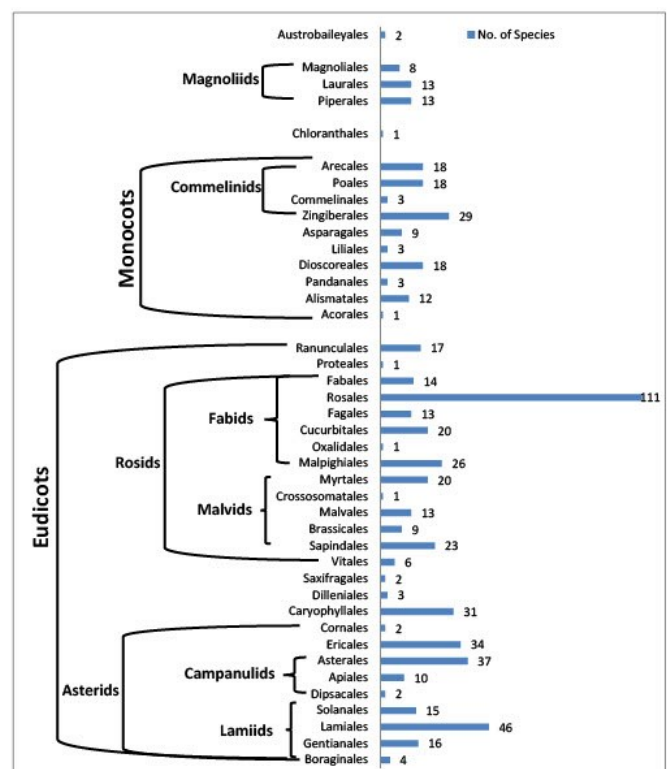 Austrobaileyales 2 No. of Species
Magnoliids
Magnoliales 8
Laurales 13
Piperales 13
Chloranthales 1
Monocots
Commelinids
Arecales 18
Poales 18
Commelinales 3
Zingiberales 29
Asparagales 9
Liliales 3
Dioscoreales 18
Pandanales 3
Alismatales 12
Acorales 1
Eudicots
Ranunculales 17
Proteales 1
Rosids
Fabids
Fabales 14
Rosales 111
Fagales 13
Cucurbitales 20
Oxalidales 1
Malpighiales 26
Malvids
Myrtales 20
Crossosomatales 1
Malvales 13
Brassicales 9
Sapindales 23
Vitales 6
Saxifragales 2
Dilleniales 3
Caryophyllales 31
Asterids
Cornales 2
Ericales 34
Campanulids
Asterales 37
Apiales 10
Dipsacales 2
Lamiids
Solanales 15
Lamiales 46
Gentianales 16
Boraginales 4